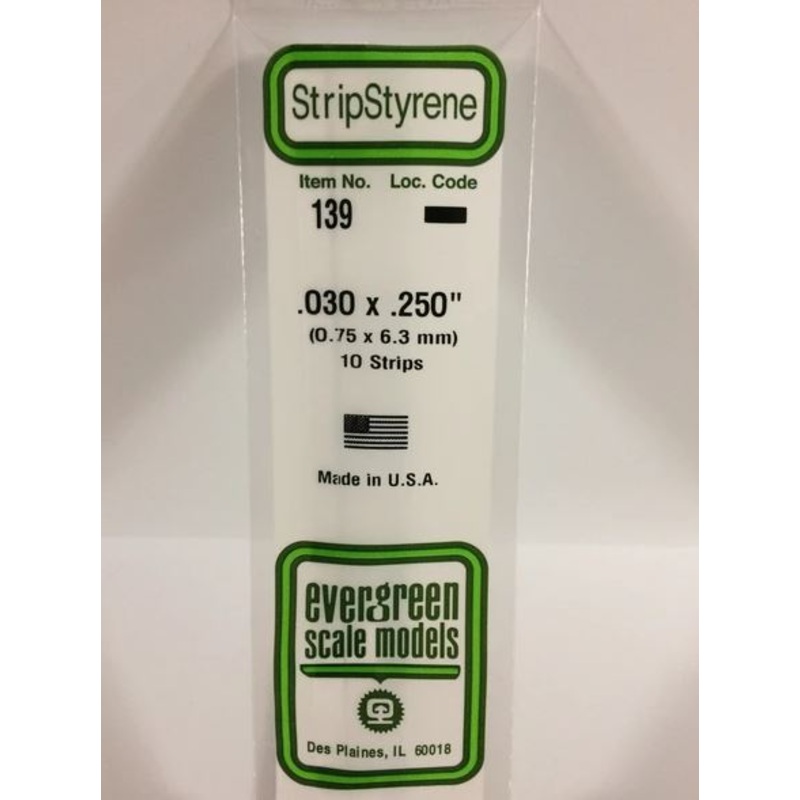 StripStyrene
Item No. Loc. Code
139
.030 x .250"
(0.75 x 6.3 mm)
10 Strips
Made in U.S.A.
evergreen
scale models
Des Plaines, IL 60018